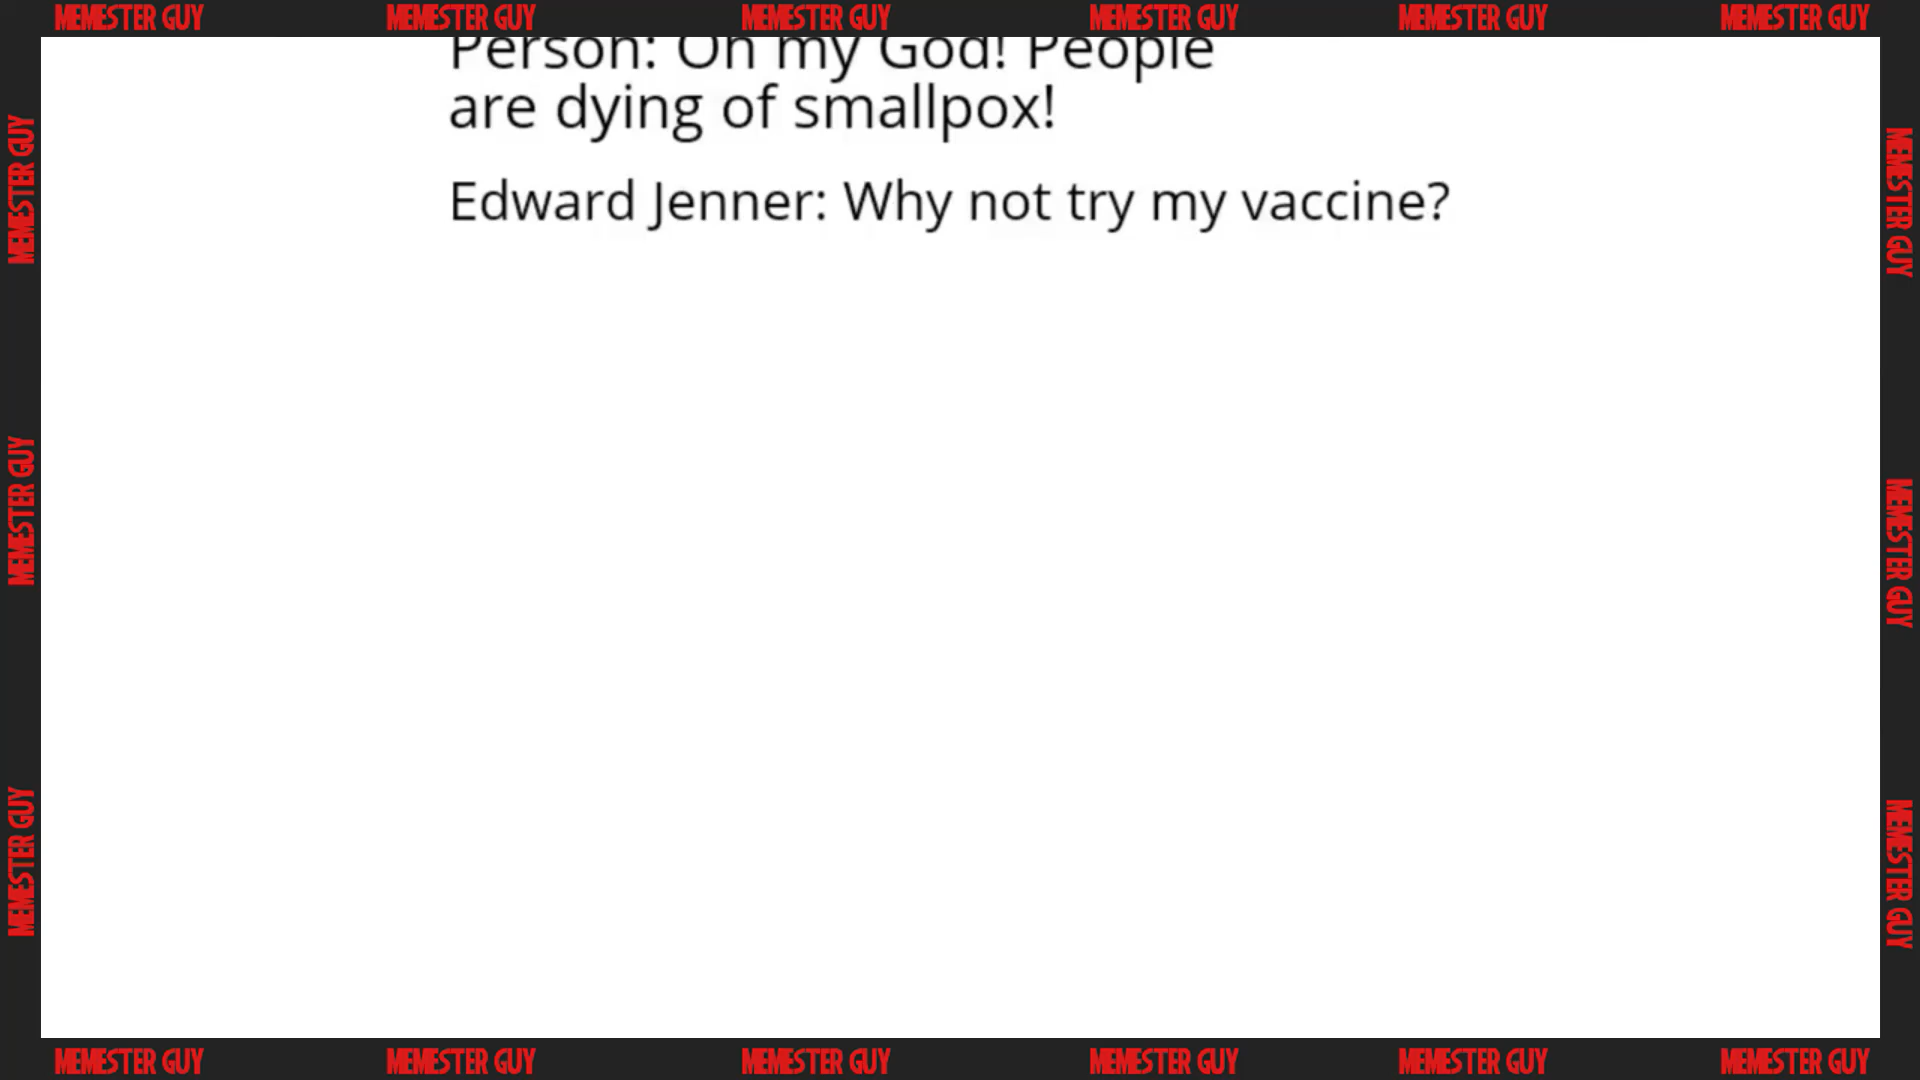 MEMESTER GUY MEMESTER GUY MEMESTER GUY MEMESTER GUY MEMESTER GUY MEMESTER GUY
Person: Oh my God! People
are dying of smallpox!
Edward Jenner: Why not try my vaccine?
MEMESTER GUY
MEMESTER GUY
MEMESTER GUY
MEMESTER GUY
MEMESTER GUY
MEMESTER GUY
MEMESTER GUY MEMESTER GUY MEMESTER GUY MEMESTER GUY MEMESTER GUY MEMESTER GUY